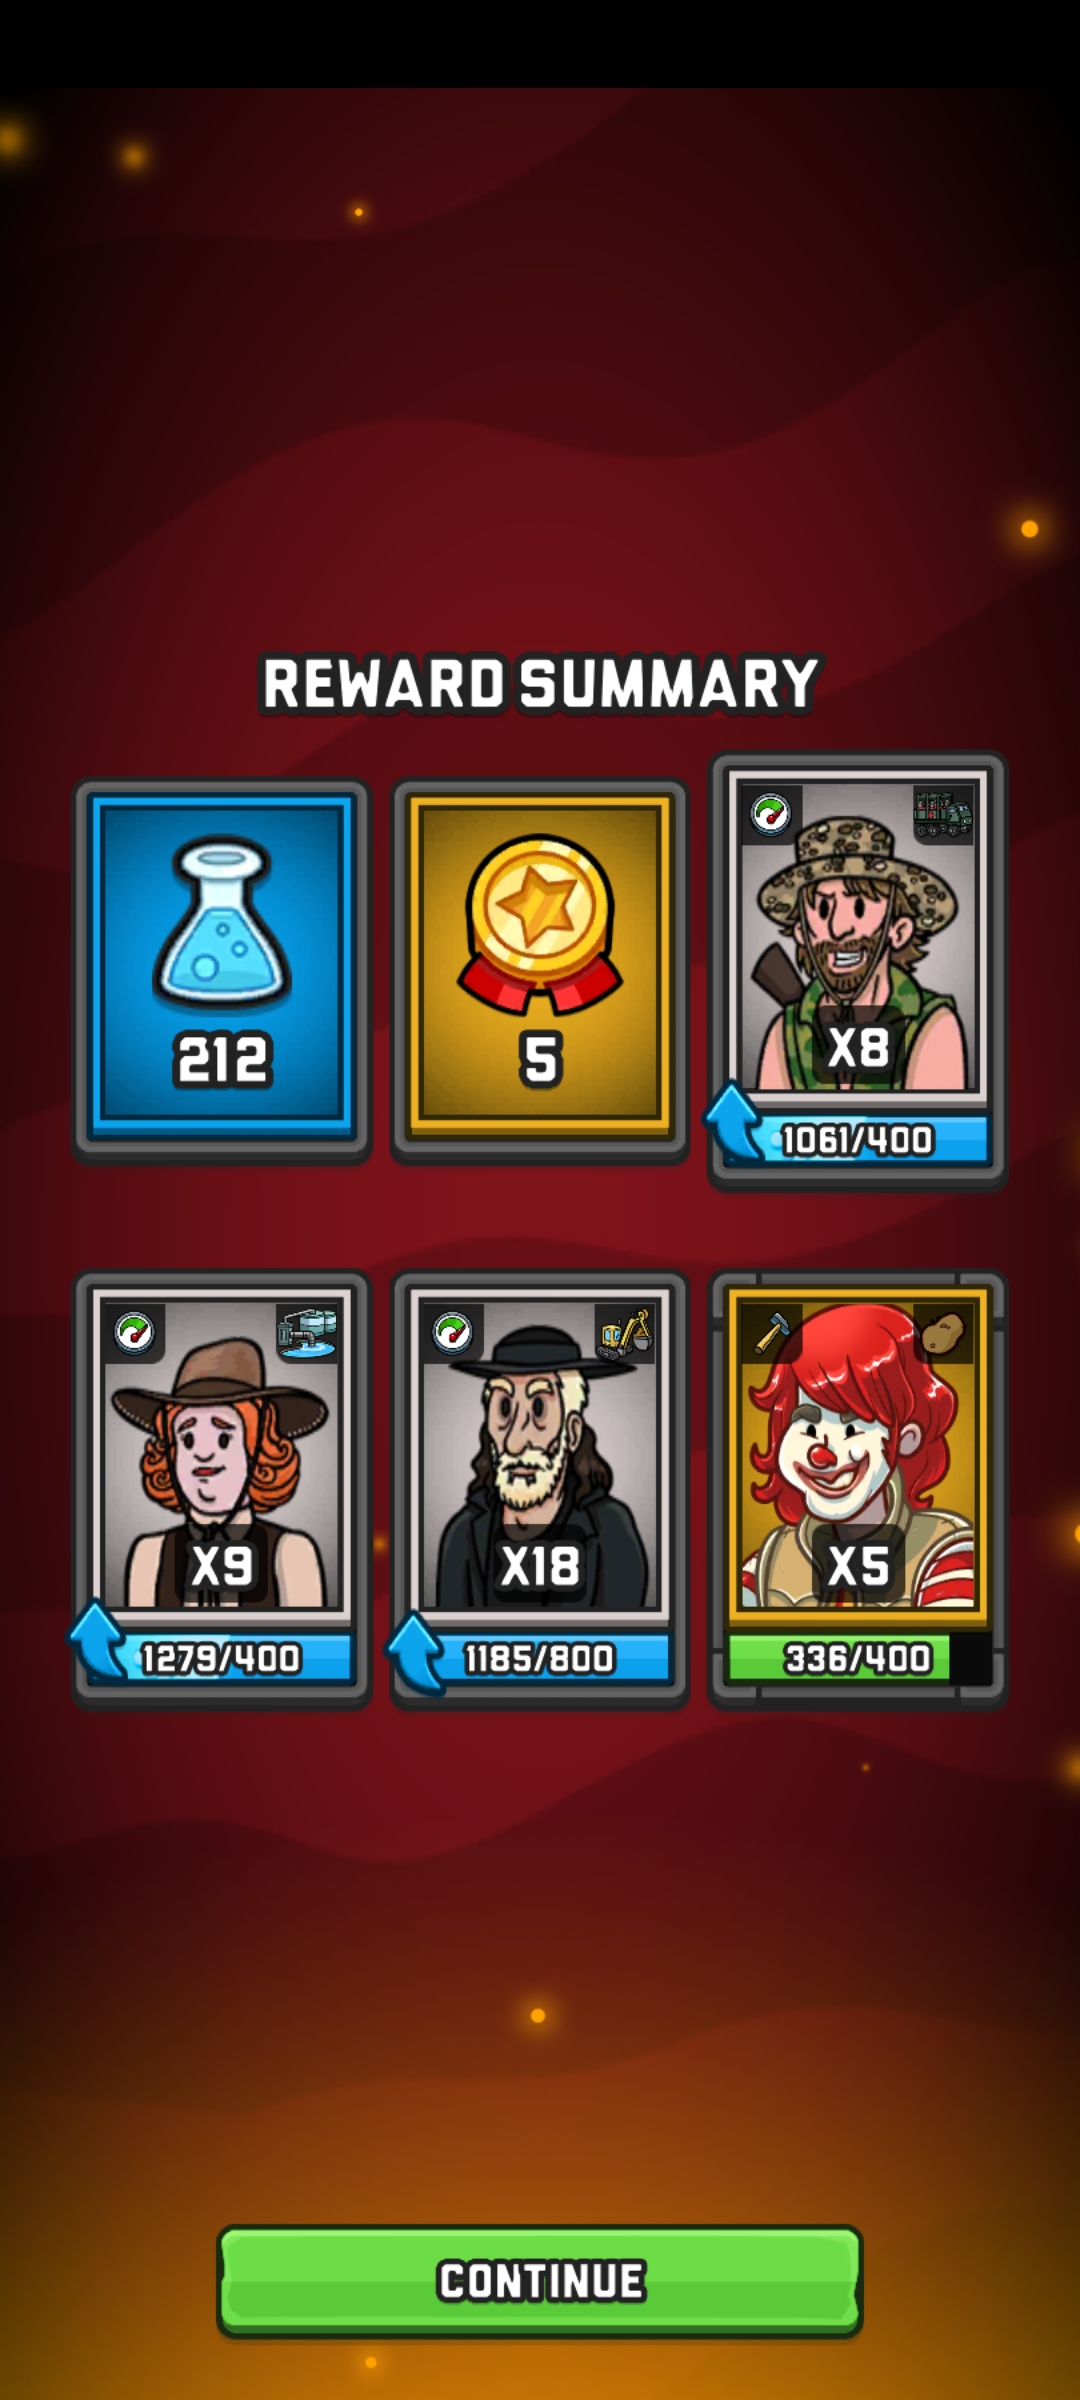 REWARD SUMMARY
212
5
X8
1061/400
X9
1279/400
X18
1185/800
X5
336/400
CONTINUE